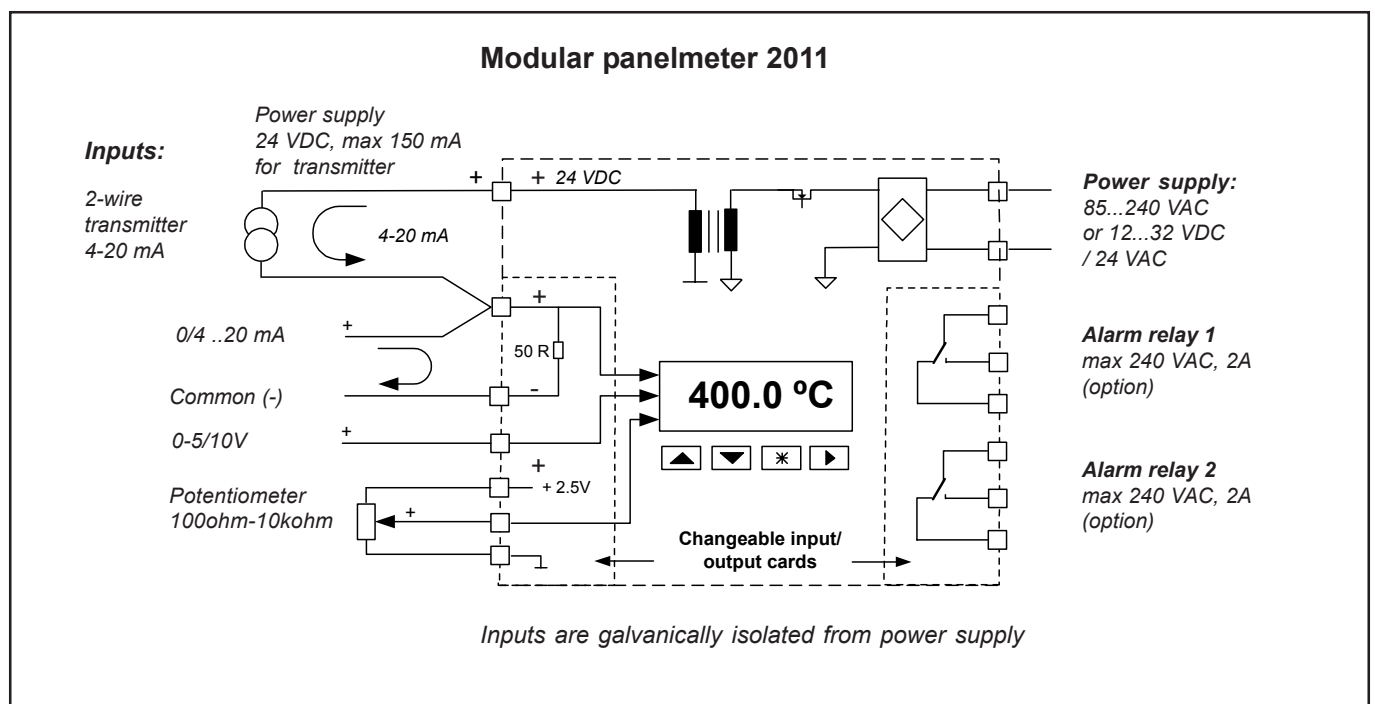 Modular panelmeter 2011
Power supply
24 VDC, max 150 mA
for transmitter
Inputs:
2-wire
transmitter
4-20 mA
+
+ 24 VDC
4-20 mA
Power supply:
85...240 VAC
or 12...32 VDC
/ 24 VAC
+
0/4 ..20 mA
+
50 R
Common (-)
-
0-5/10V
+
400.0 ºC
Alarm relay 1
max 240 VAC, 2A
(option)
+
+ 2.5V
Potentiometer
100ohm-10kohm
+
Alarm relay 2
max 240 VAC, 2A
(option)
Changeable input/
output cards
Inputs are galvanically isolated from power supply